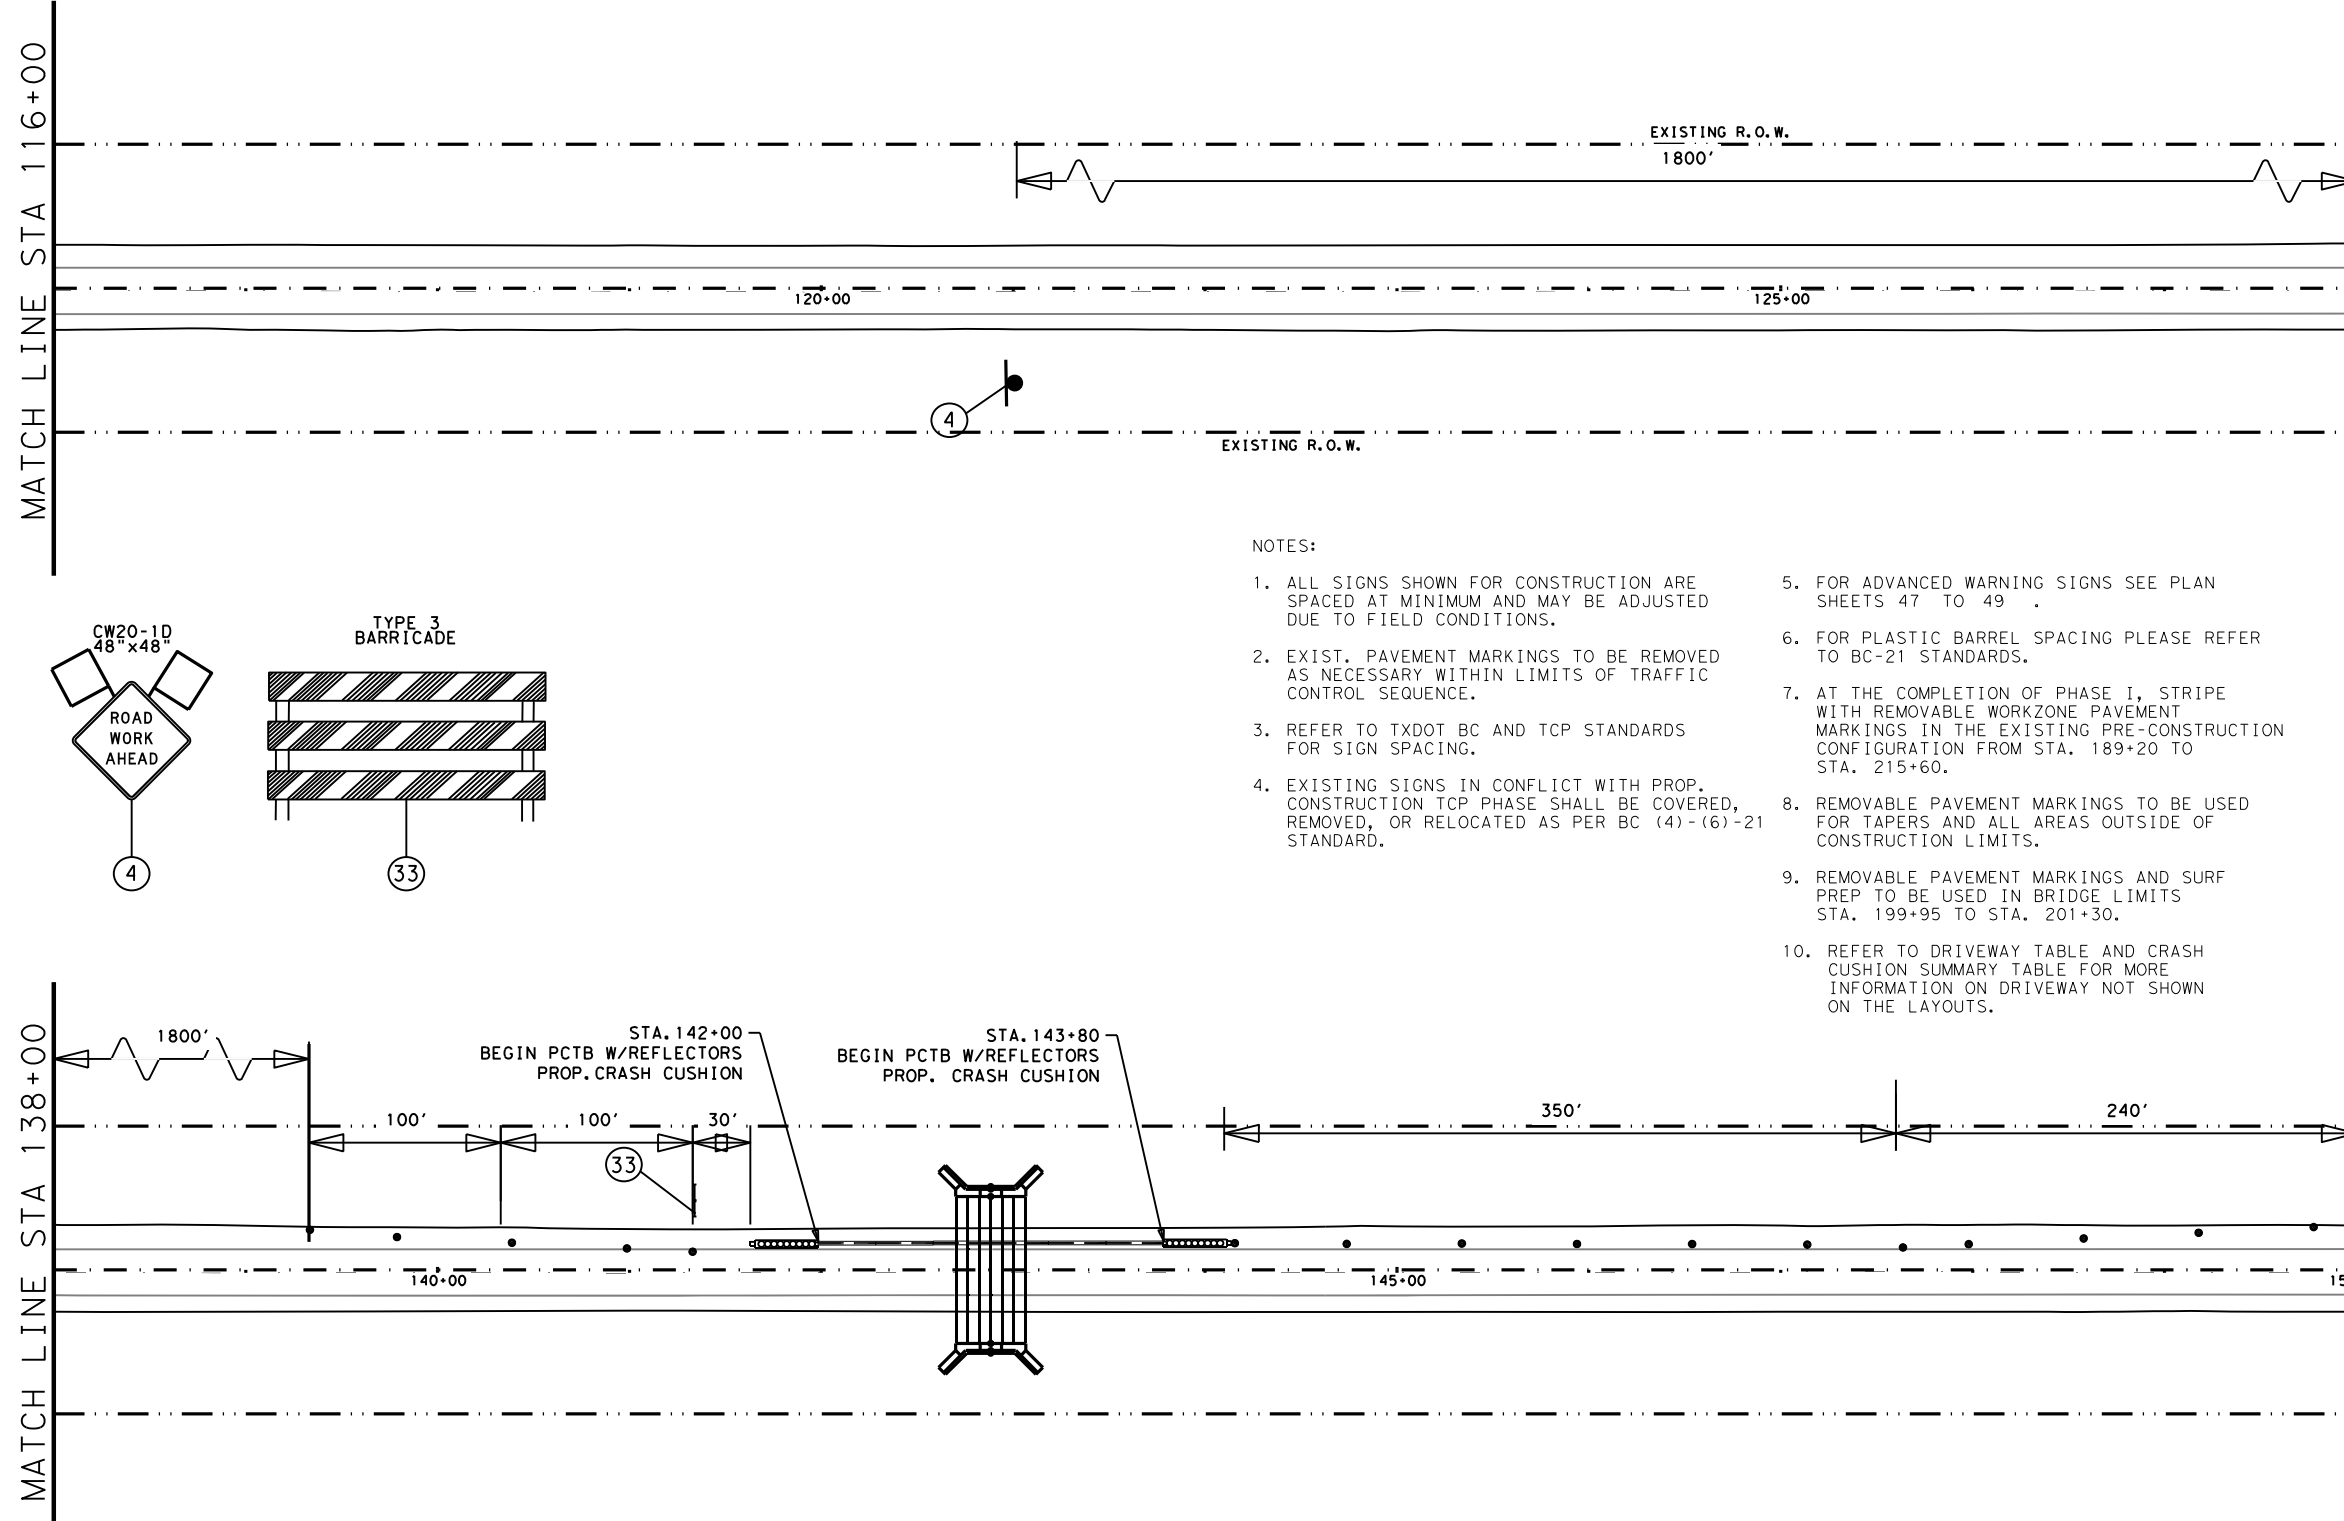 MATCH LINE STA 116+00
EXISTING R.O.W.
1800'
120+00
125+00
4
EXISTING R.O.W.
CW20-1D
48"x48"
ROAD
WORK
AHEAD
4
TYPE 3
BARRICADE
33
NOTES:
1. ALL SIGNS SHOWN FOR CONSTRUCTION ARE
SPACED AT MINIMUM AND MAY BE ADJUSTED
DUE TO FIELD CONDITIONS.
2. EXIST. PAVEMENT MARKINGS TO BE REMOVED
AS NECESSARY WITHIN LIMITS OF TRAFFIC
CONTROL SEQUENCE.
3. REFER TO TXDOT BC AND TCP STANDARDS
FOR SIGN SPACING.
4. EXISTING SIGNS IN CONFLICT WITH PROP.
CONSTRUCTION TCP PHASE SHALL BE COVERED,
REMOVED, OR RELOCATED AS PER BC (4)-(6)-21
STANDARD.
5. FOR ADVANCED WARNING SIGNS SEE PLAN
SHEETS 47 TO 49 .
6. FOR PLASTIC BARREL SPACING PLEASE REFER
TO BC-21 STANDARDS.
7. AT THE COMPLETION OF PHASE I, STRIPE
WITH REMOVABLE WORKZONE PAVEMENT
MARKINGS IN THE EXISTING PRE-CONSTRUCTION
CONFIGURATION FROM STA. 189+20 TO
STA. 215+60.
8. REMOVABLE PAVEMENT MARKINGS TO BE USED
FOR TAPERS AND ALL AREAS OUTSIDE OF
CONSTRUCTION LIMITS.
9. REMOVABLE PAVEMENT MARKINGS AND SURF
PREP TO BE USED IN BRIDGE LIMITS
STA. 199+95 TO STA. 201+30.
10. REFER TO DRIVEWAY TABLE AND CRASH
CUSHION SUMMARY TABLE FOR MORE
INFORMATION ON DRIVEWAY NOT SHOWN
ON THE LAYOUTS.
MATCH LINE STA 138+00
1800'
STA.142+00
BEGIN PCTB W/REFLECTORS
PROP.CRASH CUSHION
STA.143+80
BEGIN PCTB W/REFLECTORS
PROP. CRASH CUSHION
100'
100'
30'
350'
240'
33
140+00
145+00